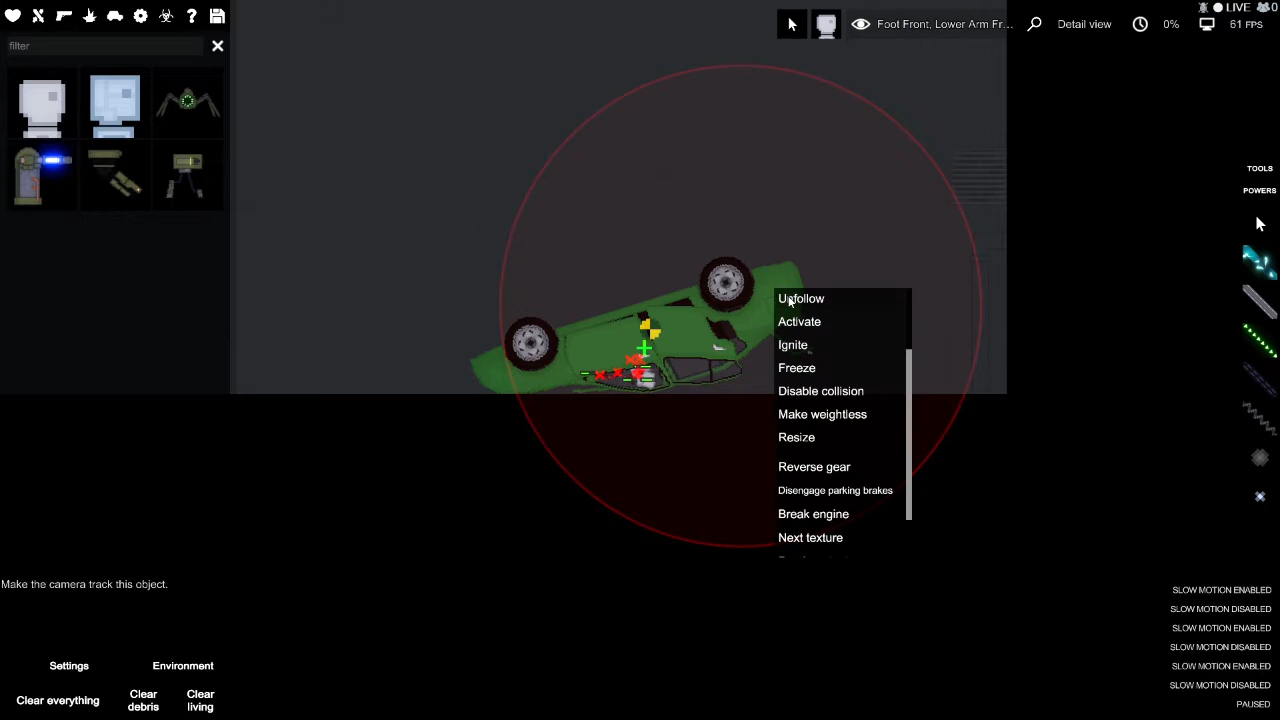 LIVE
0
filter
Foot Front, Lower Arm Fr...
Detail view
0%
61 FPS
TOOLS
POWERS
Unfollow
Activate
Ignite
Freeze
Disable collision
Make weightless
Resize
Reverse gear
Disengage parking brakes
Break engine
Next texture
Make the camera track this object.
Settings
Environment
Clear everything
Clear debris
Clear living
SLOW MOTION ENABLED
SLOW MOTION DISABLED
SLOW MOTION ENABLED
SLOW MOTION DISABLED
SLOW MOTION ENABLED
SLOW MOTION DISABLED
PAUSED